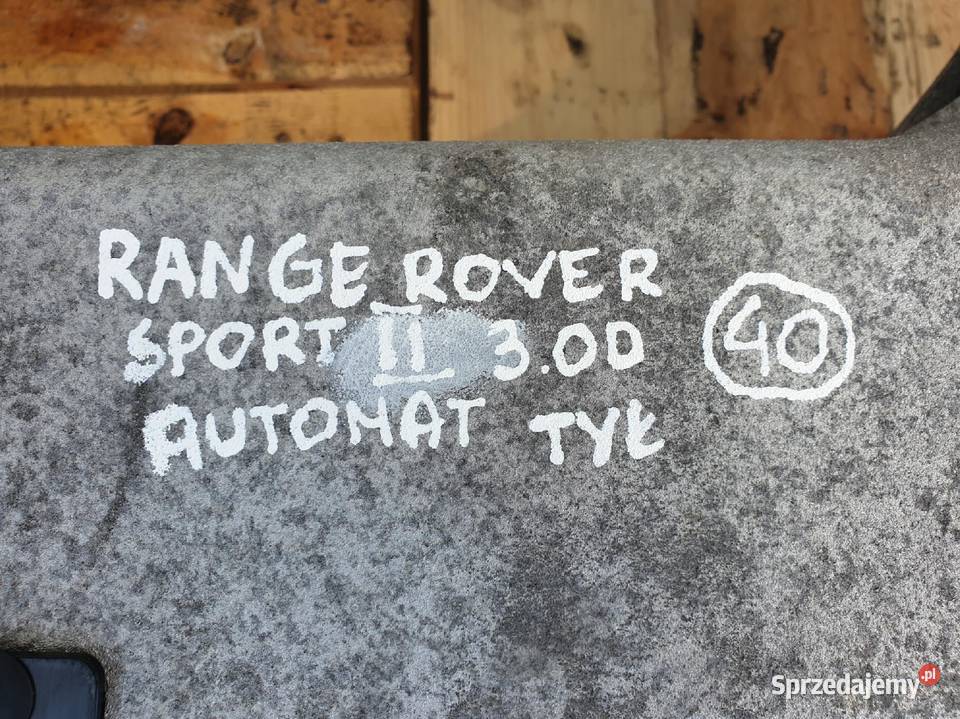 RANGE ROVER
SPORT II 3.0D
40
AUTOMAT TYŁ
Sprzedajemy.pl